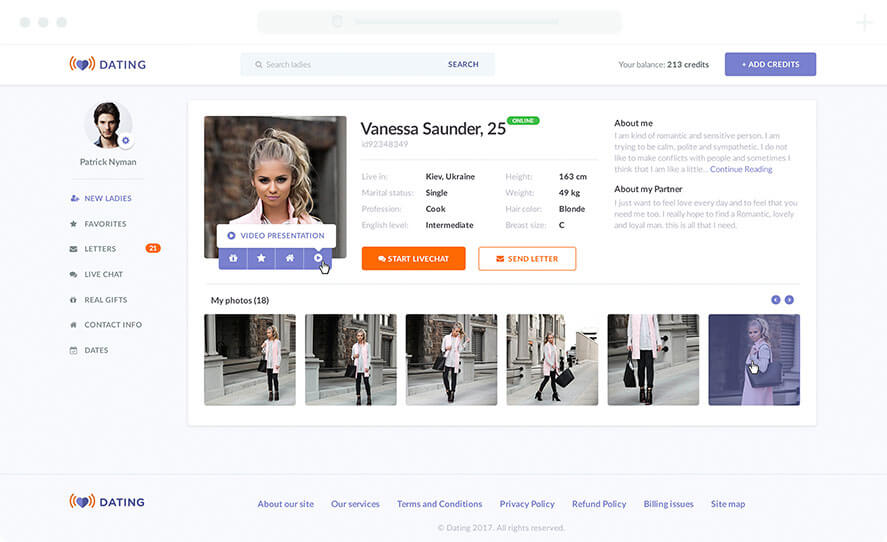 DATING
Search ladies
SEARCH
Your balance: 213 credits
+ ADD CREDITS
Patrick Nyman
NEW LADIES
FAVORITES
LETTERS 21
LIVE CHAT
REAL GIFTS
CONTACT INFO
DATES
VIDEO PRESENTATION
Vanessa Saunder, 25 ONLINE
id92348349
Live in: Kiev, Ukraine
Marital status: Single
Profession: Cook
English level: Intermediate
Height: 163 cm
Weight: 49 kg
Hair color: Blonde
Breast size: C
START LIVECHAT
SEND LETTER
About me
I am kind of romantic and sensitive person. I am
trying to be calm, polite and sympathetic. I do not
like to make conflicts with people and sometimes I
think that I am like a little... Continue Reading
About my Partner
I just want to feel love every day and to feel that you
need me too. I really hope to find a Romantic, lovely
and loyal man. this is all that I need.
My photos (18)
DATING
About our site
Our services
Terms and Conditions
Privacy Policy
Refund Policy
Billing issues
Site map
© Dating 2017. All rights reserved.